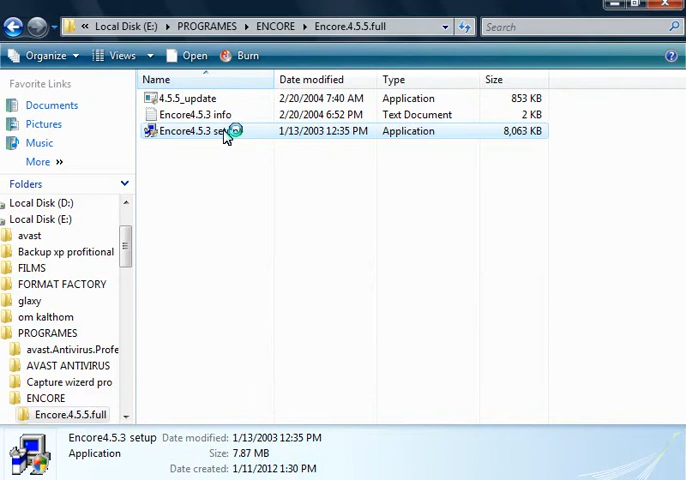 Local Disk (E:) PROGRAMES ENCORE Encore.4.5.5.full Search
Organize Views Open Burn
Favorite Links
Documents
Pictures
Music
More
Folders
Local Disk (D:)
Local Disk (E:)
avast
Backup xp profitional
FILMS
FORMAT FACTORY
glaxy
om kalthom
PROGRAMES
avast.Antivirus.Profe
AVAST ANTIVIRUS
Capture wizerd pro
ENCORE
Encore.4.5.5.full
Name Date modified Type Size
4.5.5_update 2/20/2004 7:40 AM Application 853 KB
Encore4.5.3 info 2/20/2004 6:52 PM Text Document 2 KB
Encore4.5.3 setup 1/13/2003 12:35 PM Application 8,063 KB
Encore4.5.3 setup Date modified: 1/13/2003 12:35 PM
Application Size: 7.87 MB
Date created: 1/11/2012 1:30 PM